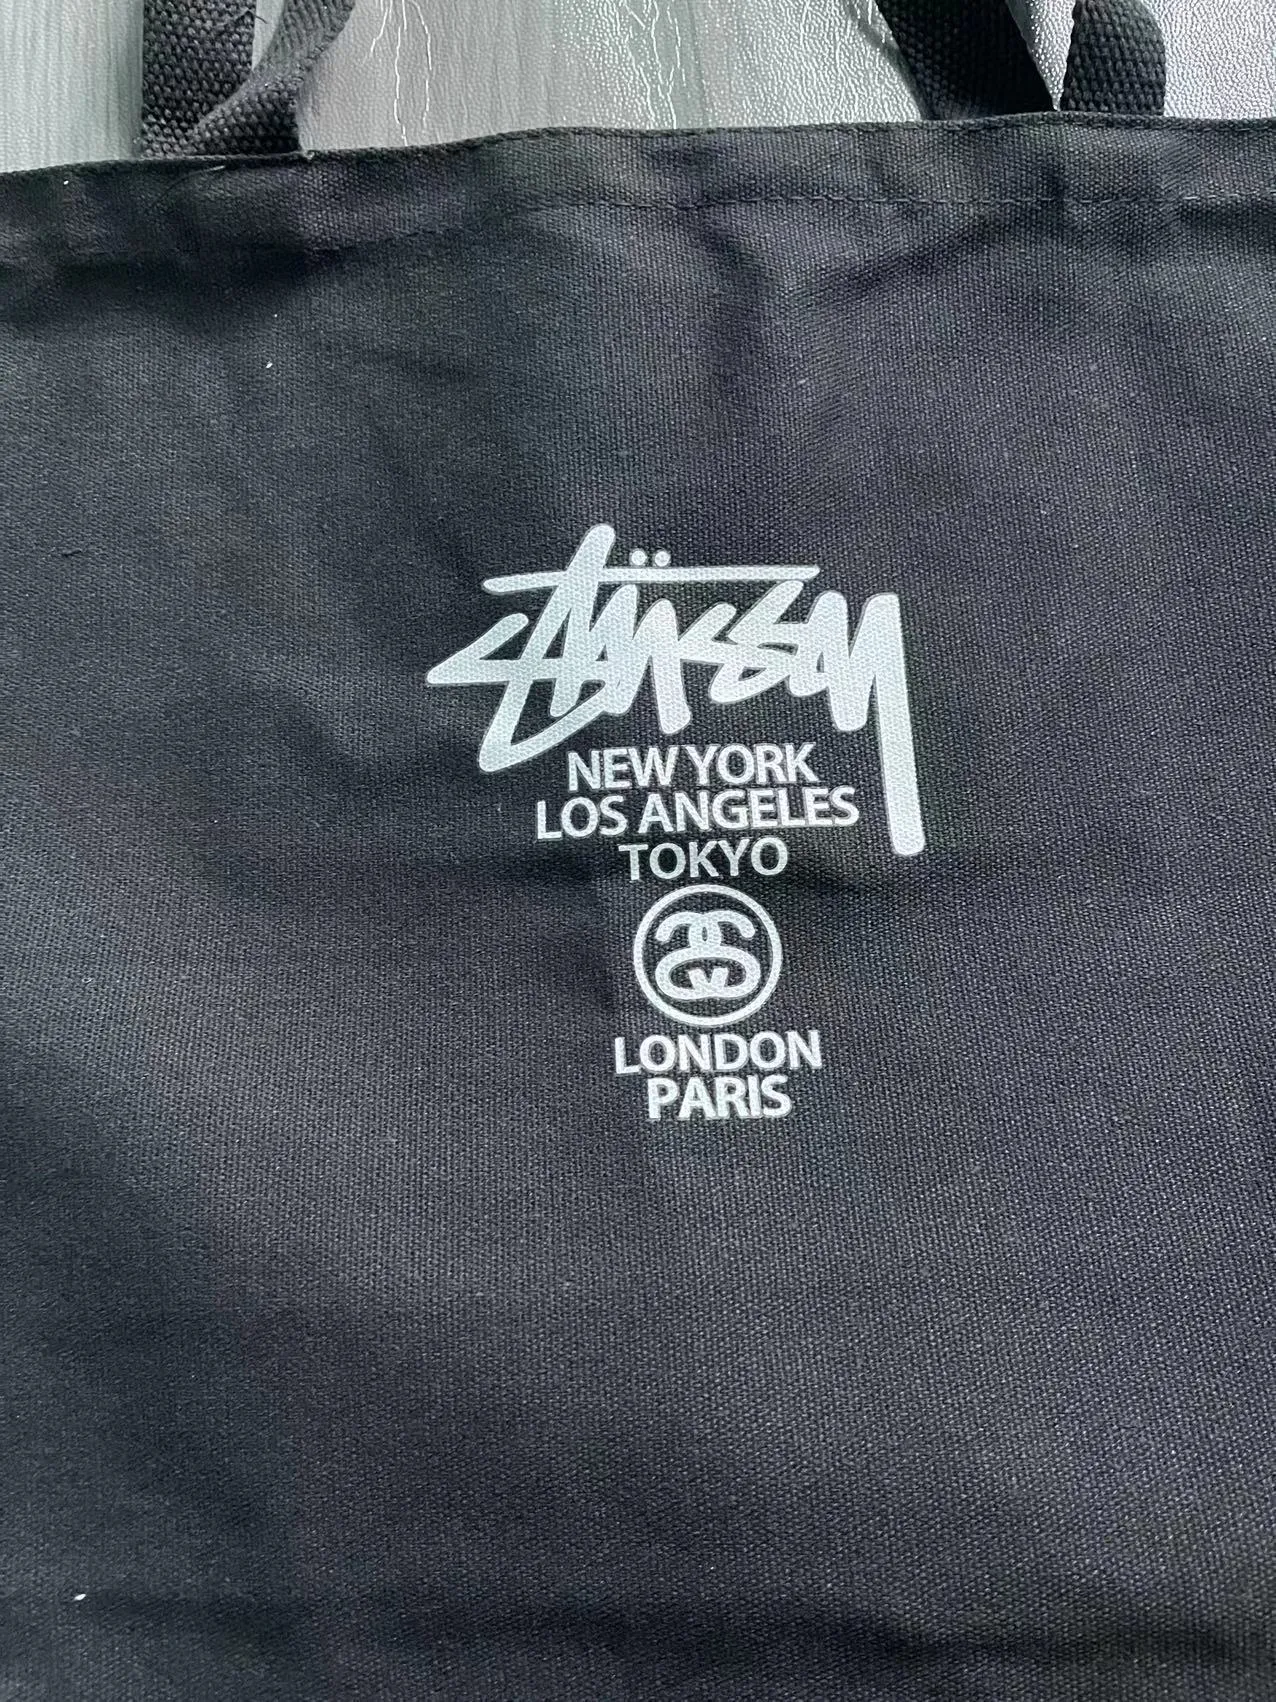 Stüssy
NEW YORK
LOS ANGELES
TOKYO
LONDON
PARIS